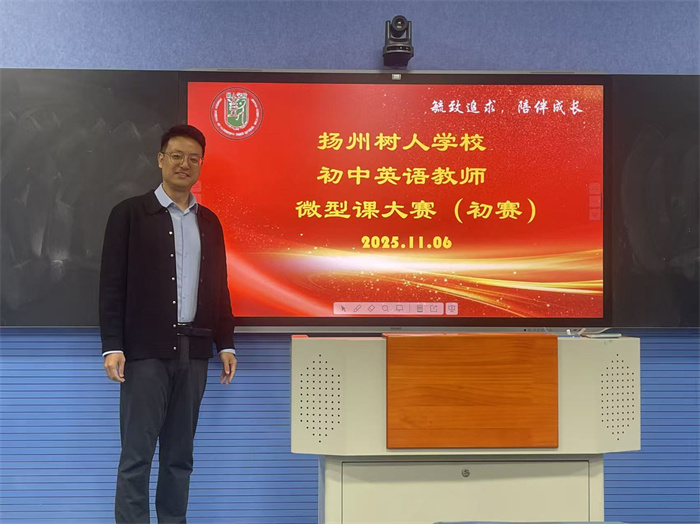 毓致追求，陪伴成长
扬州树人学校
初中英语教师
微型课大赛（初赛）
2025.11.06